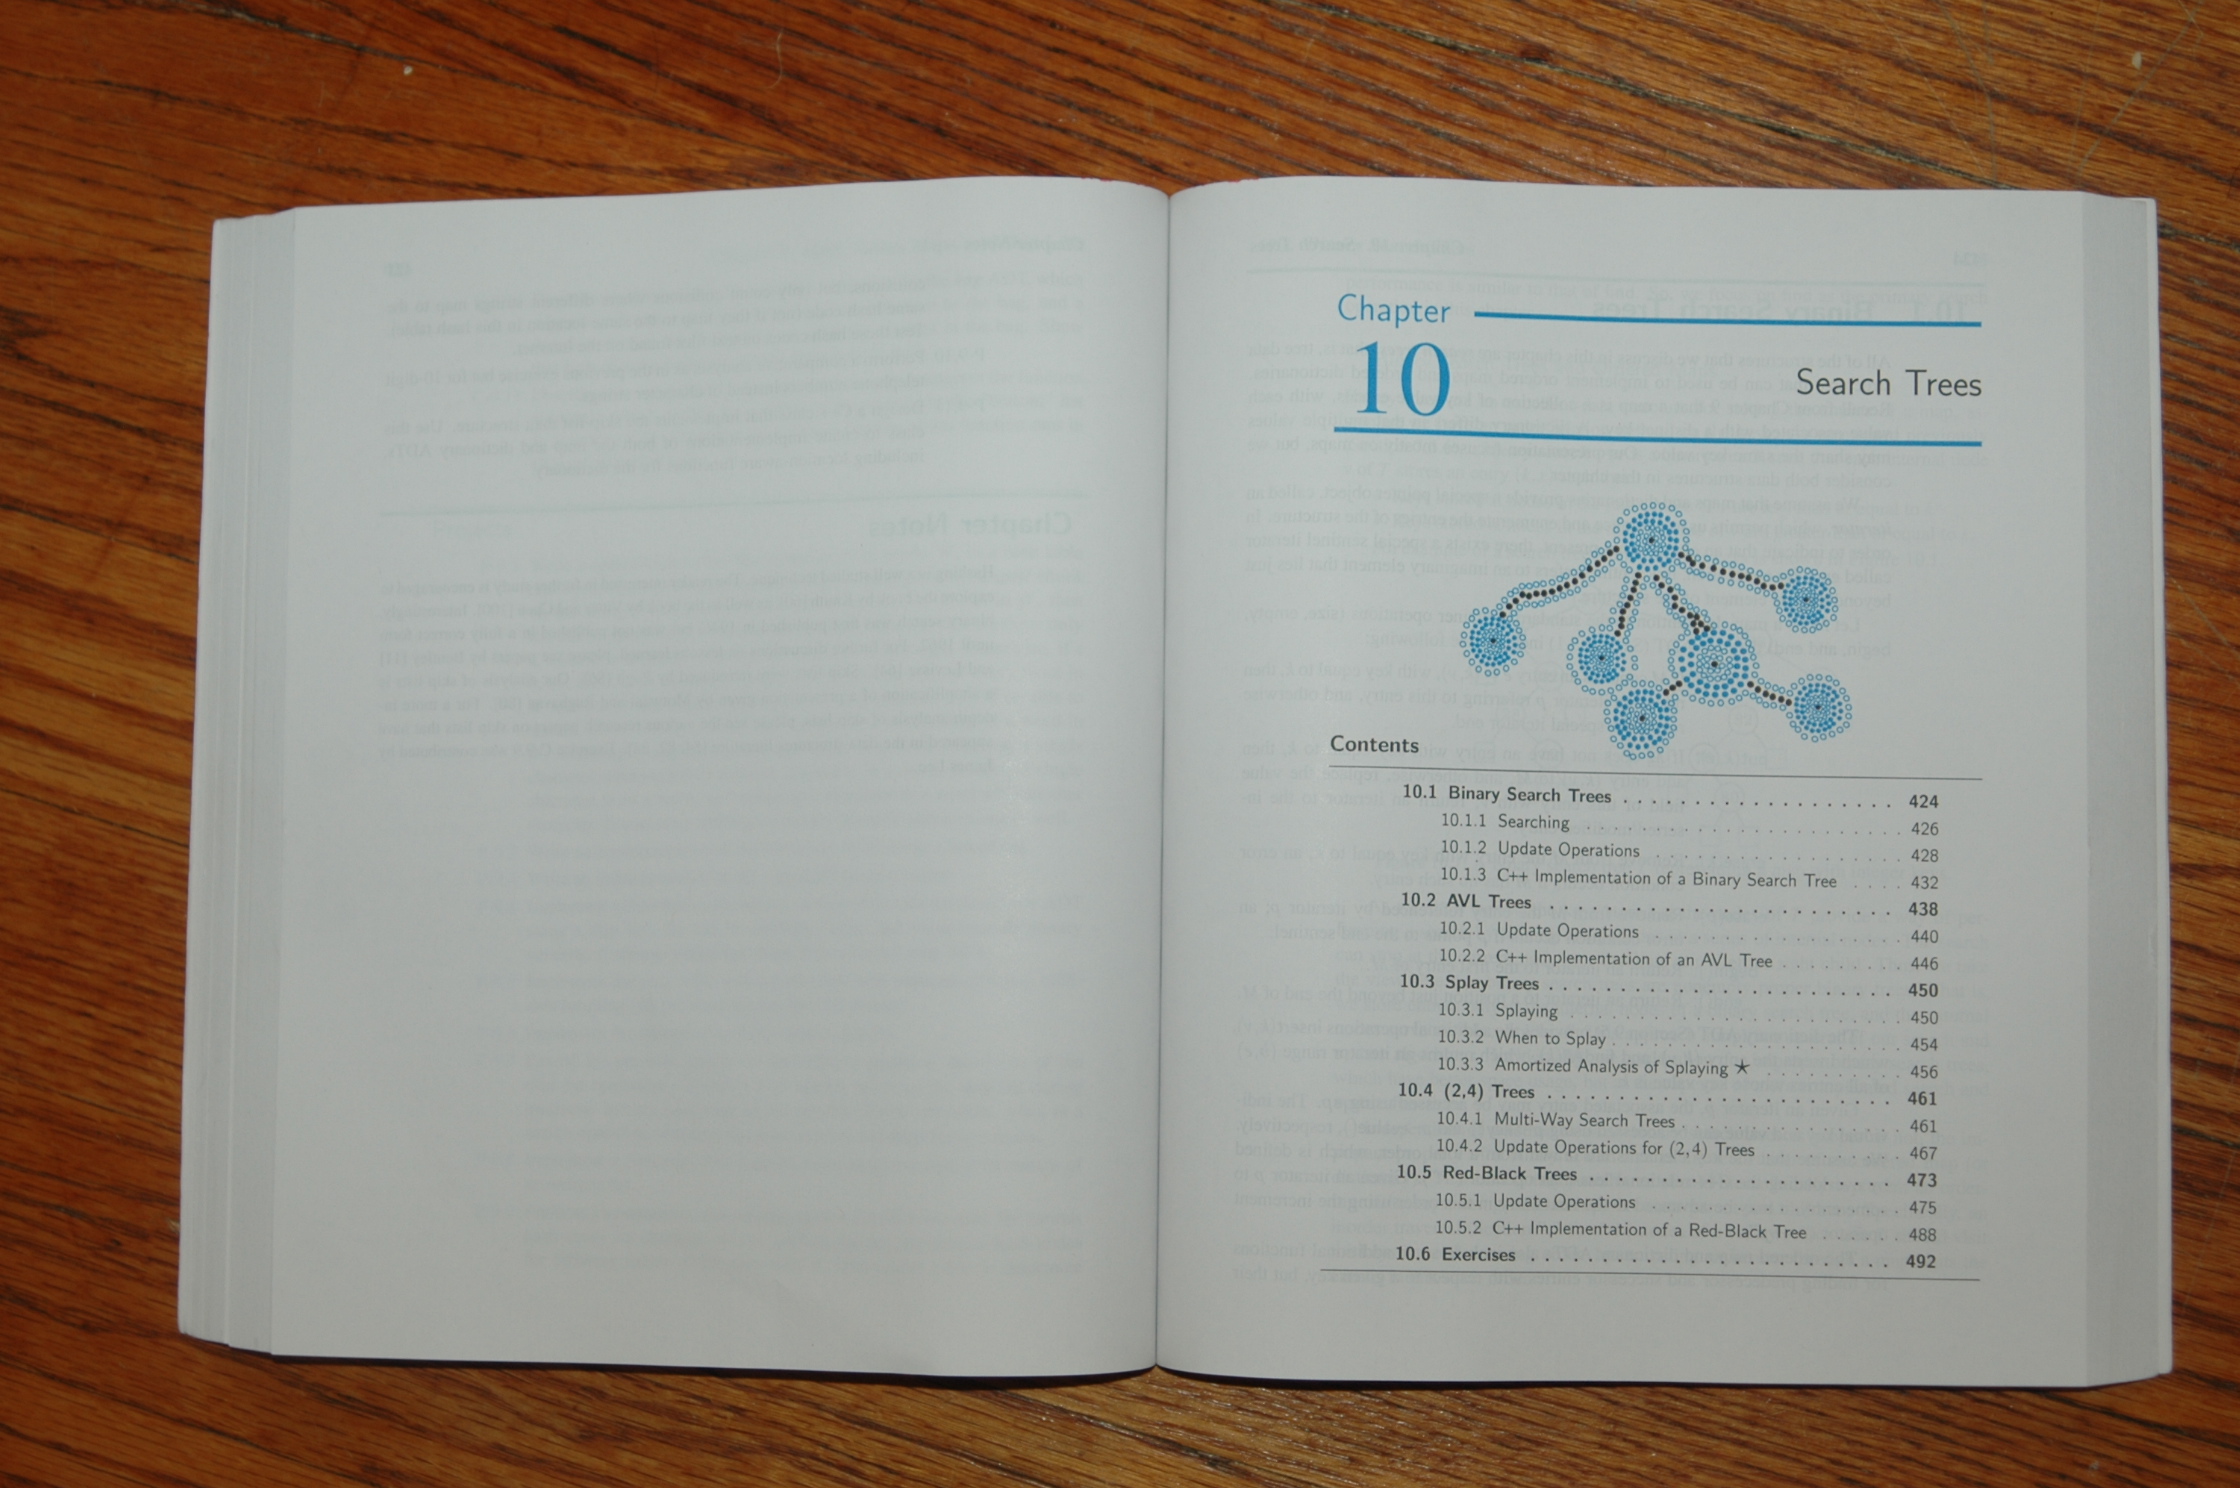 Chapter
10
Search Trees
Contents
10.1 Binary Search Trees . . . . . . . . . . . . . . . . . . . 424
10.1.1 Searching . . . . . . . . . . . . . . . . . . . . . . 426
10.1.2 Update Operations . . . . . . . . . . . . . . . . . 428
10.1.3 C++ Implementation of a Binary Search Tree . . . . 432
10.2 AVL Trees . . . . . . . . . . . . . . . . . . . . . . . . 438
10.2.1 Update Operations . . . . . . . . . . . . . . . . . 440
10.2.2 C++ Implementation of an AVL Tree . . . . . . . . 446
10.3 Splay Trees . . . . . . . . . . . . . . . . . . . . . . . 450
10.3.1 Splaying . . . . . . . . . . . . . . . . . . . . . . . 450
10.3.2 When to Splay . . . . . . . . . . . . . . . . . . . . 454
10.3.3 Amortized Analysis of Splaying ★ . . . . . . . . . . 456
10.4 (2,4) Trees . . . . . . . . . . . . . . . . . . . . . . . 461
10.4.1 Multi-Way Search Trees . . . . . . . . . . . . . . . 461
10.4.2 Update Operations for (2,4) Trees . . . . . . . . . 467
10.5 Red-Black Trees . . . . . . . . . . . . . . . . . . . . . 473
10.5.1 Update Operations . . . . . . . . . . . . . . . . . 475
10.5.2 C++ Implementation of a Red-Black Tree . . . . . . 488
10.6 Exercises . . . . . . . . . . . . . . . . . . . . . . . . 492